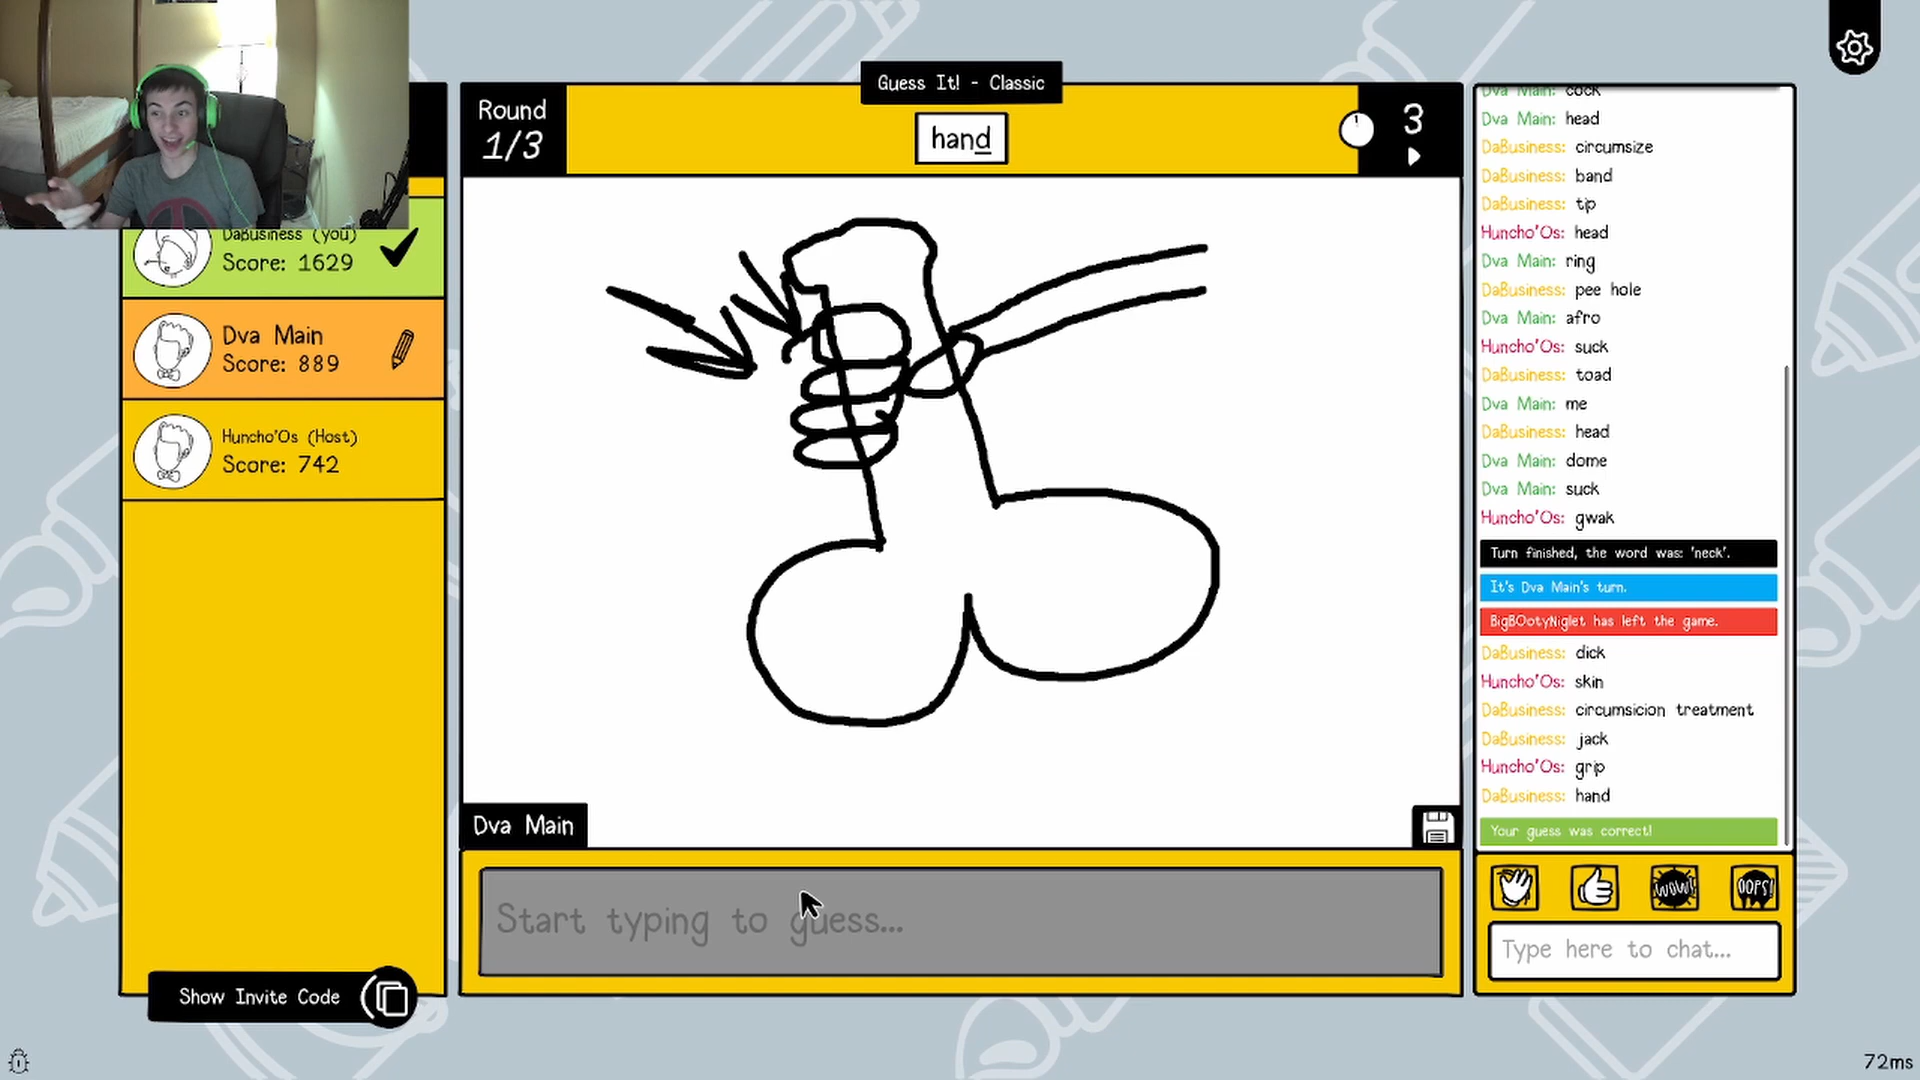 Guess It! - Classic
Round
1/3
hand
3
DaBusiness (you)
Score: 1629
Dva Main
Score: 889
Huncho'Os (Host)
Score: 742
Show Invite Code
Dva Main
Start typing to guess...
Dva Main: cock
Dva Main: head
DaBusiness: circumsize
DaBusiness: band
DaBusiness: tip
Huncho'Os: head
Dva Main: ring
DaBusiness: pee hole
Dva Main: afro
Huncho'Os: suck
DaBusiness: toad
Dva Main: me
DaBusiness: head
Dva Main: dome
Dva Main: suck
Huncho'Os: gwak
Turn finished, the word was: 'neck'.
It's Dva Main's turn.
BigBOotyNiglet has left the game.
DaBusiness: dick
Huncho'Os: skin
DaBusiness: circumsicion treatment
DaBusiness: jack
Huncho'Os: grip
DaBusiness: hand
Your guess was correct!
WOW!
OOPS!
Type here to chat...
72ms